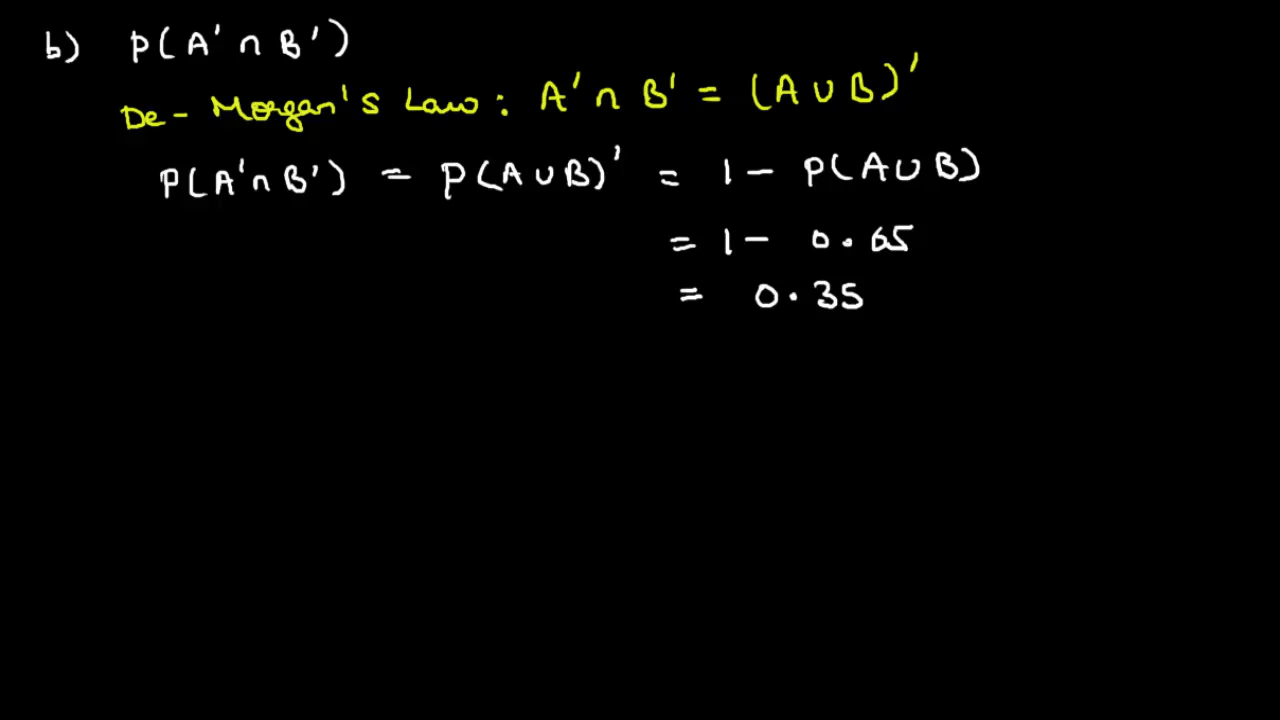 b) P(A' ∩ B')
De-Morgan's Law: A' ∩ B' = (A ∪ B)'
P(A' ∩ B') = P(A ∪ B)' = 1 - P(A ∪ B)
= 1 - 0.65
= 0.35